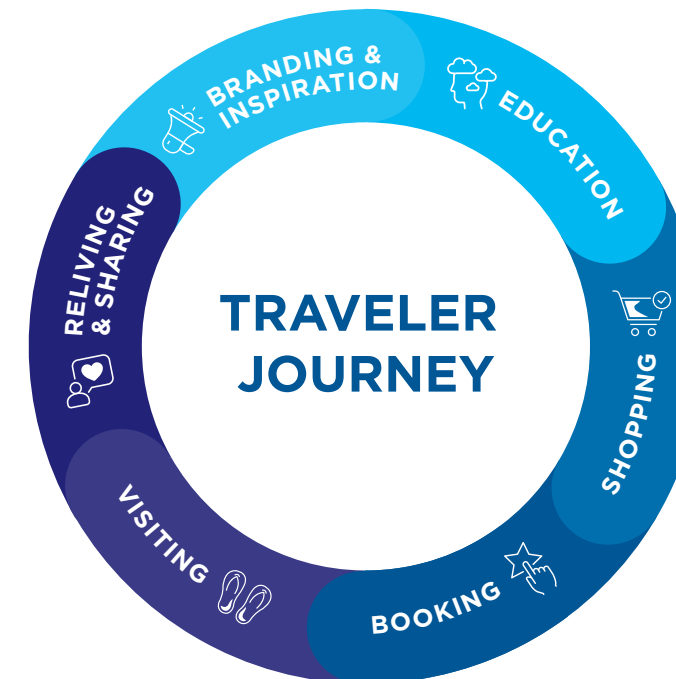 TRAVELER
JOURNEY
BRANDING &
INSPIRATION
EDUCATION
SHOPPING
BOOKING
VISITING
RELIVING
& SHARING